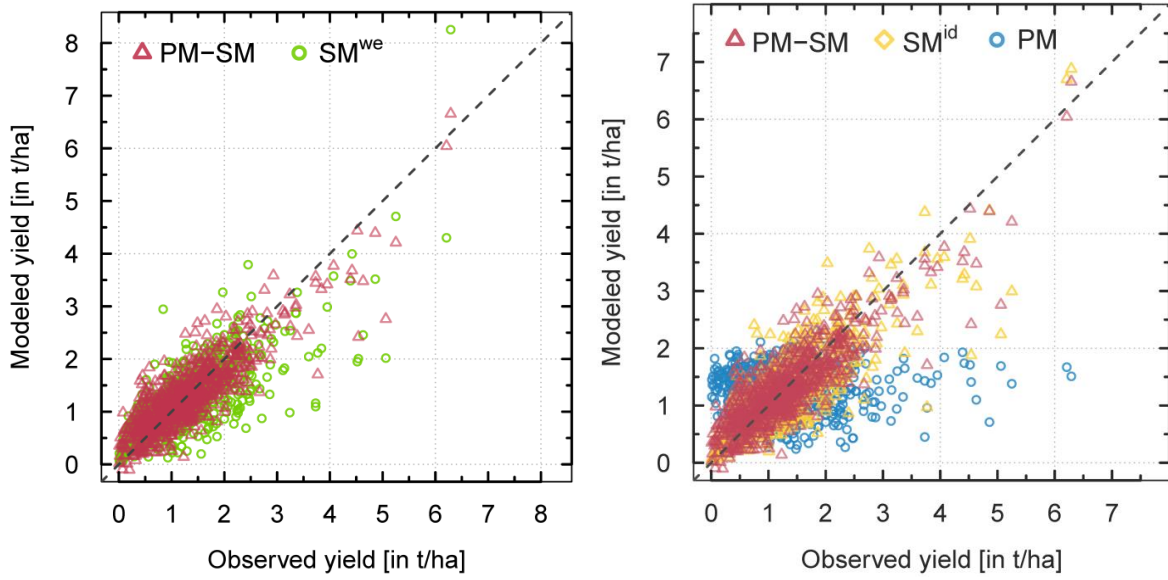 PM−SM SM^we
8
7
6
5
4
3
2
1
0
Modeled yield [in t/ha]
0 1 2 3 4 5 6 7 8
Observed yield [in t/ha]
PM−SM SM^id PM
7
6
5
4
3
2
1
0
Modeled yield [in t/ha]
0 1 2 3 4 5 6 7
Observed yield [in t/ha]